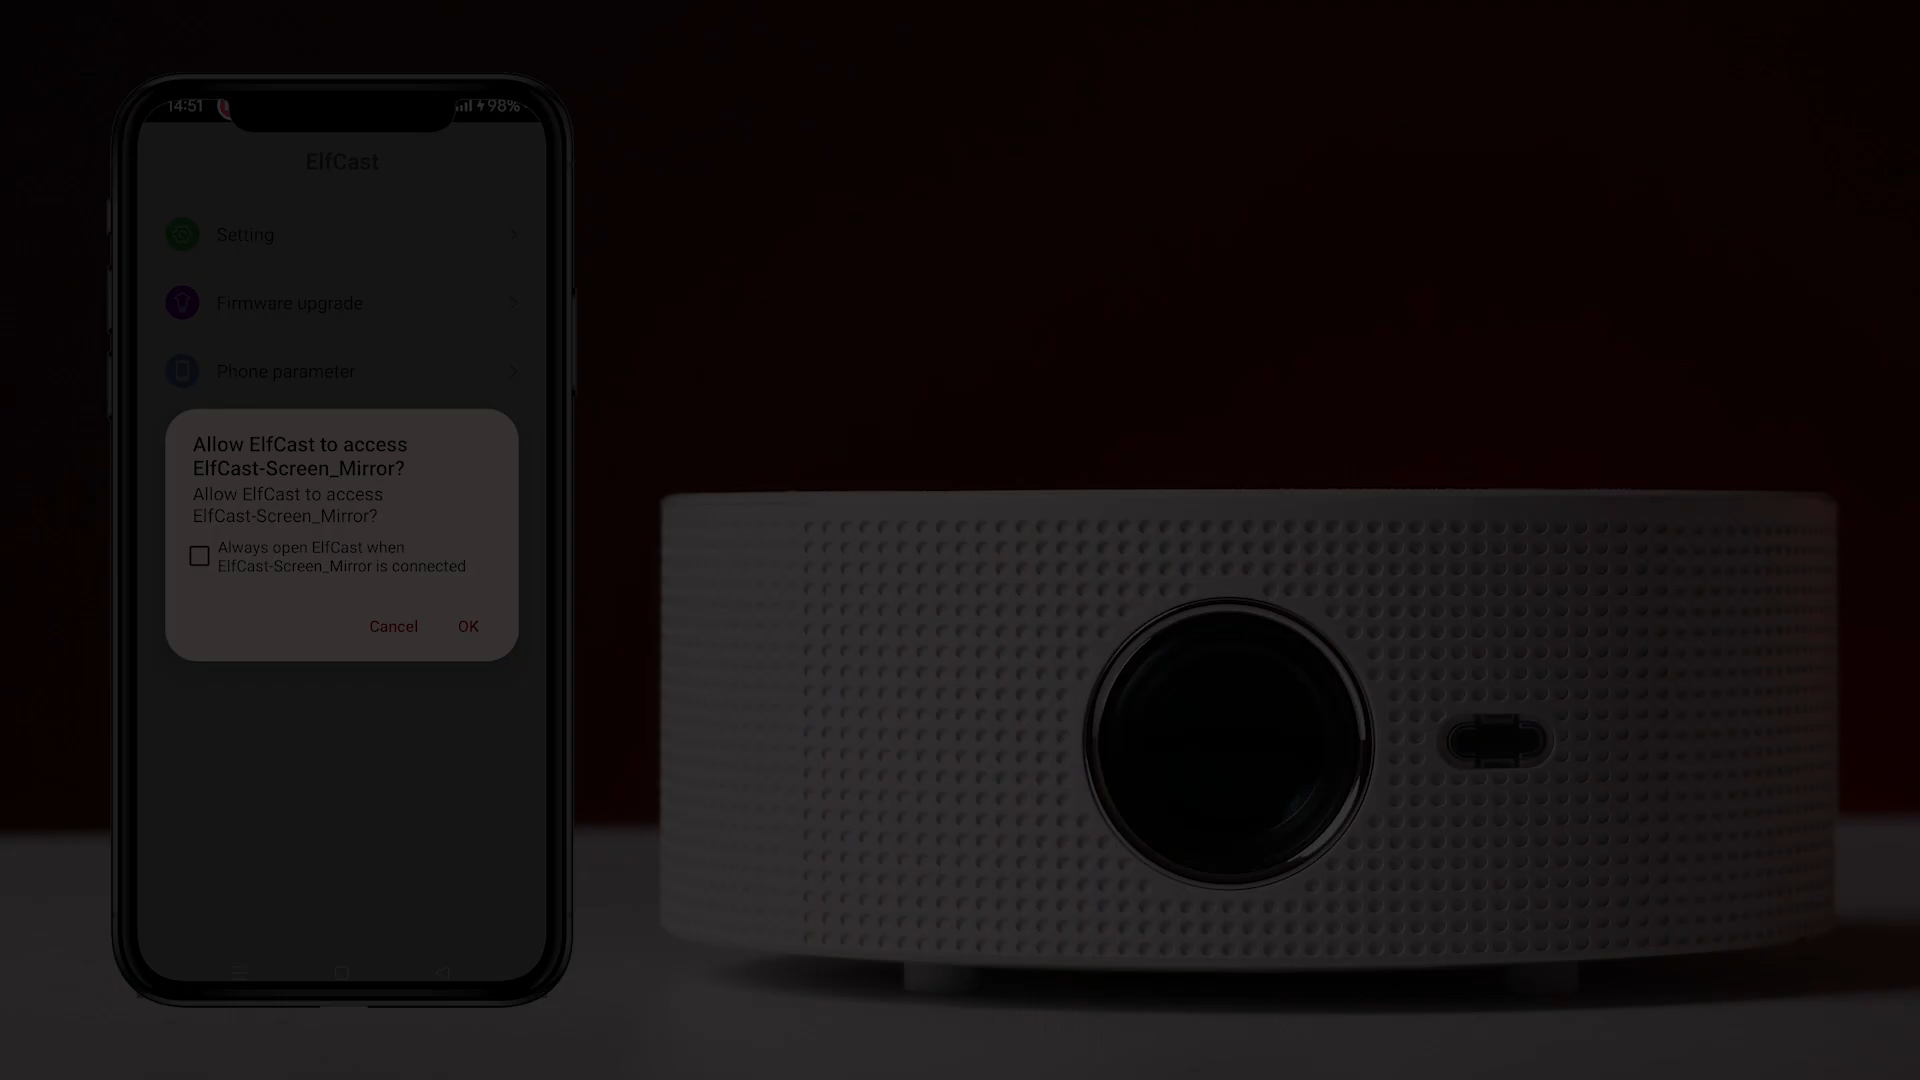 14:51
98%
ElfCast
Setting
Firmware upgrade
Phone parameter
Allow ElfCast to access
ElfCast-Screen_Mirror?
Allow ElfCast to access
ElfCast-Screen_Mirror?
Always open ElfCast when
ElfCast-Screen_Mirror is connected
Cancel
OK